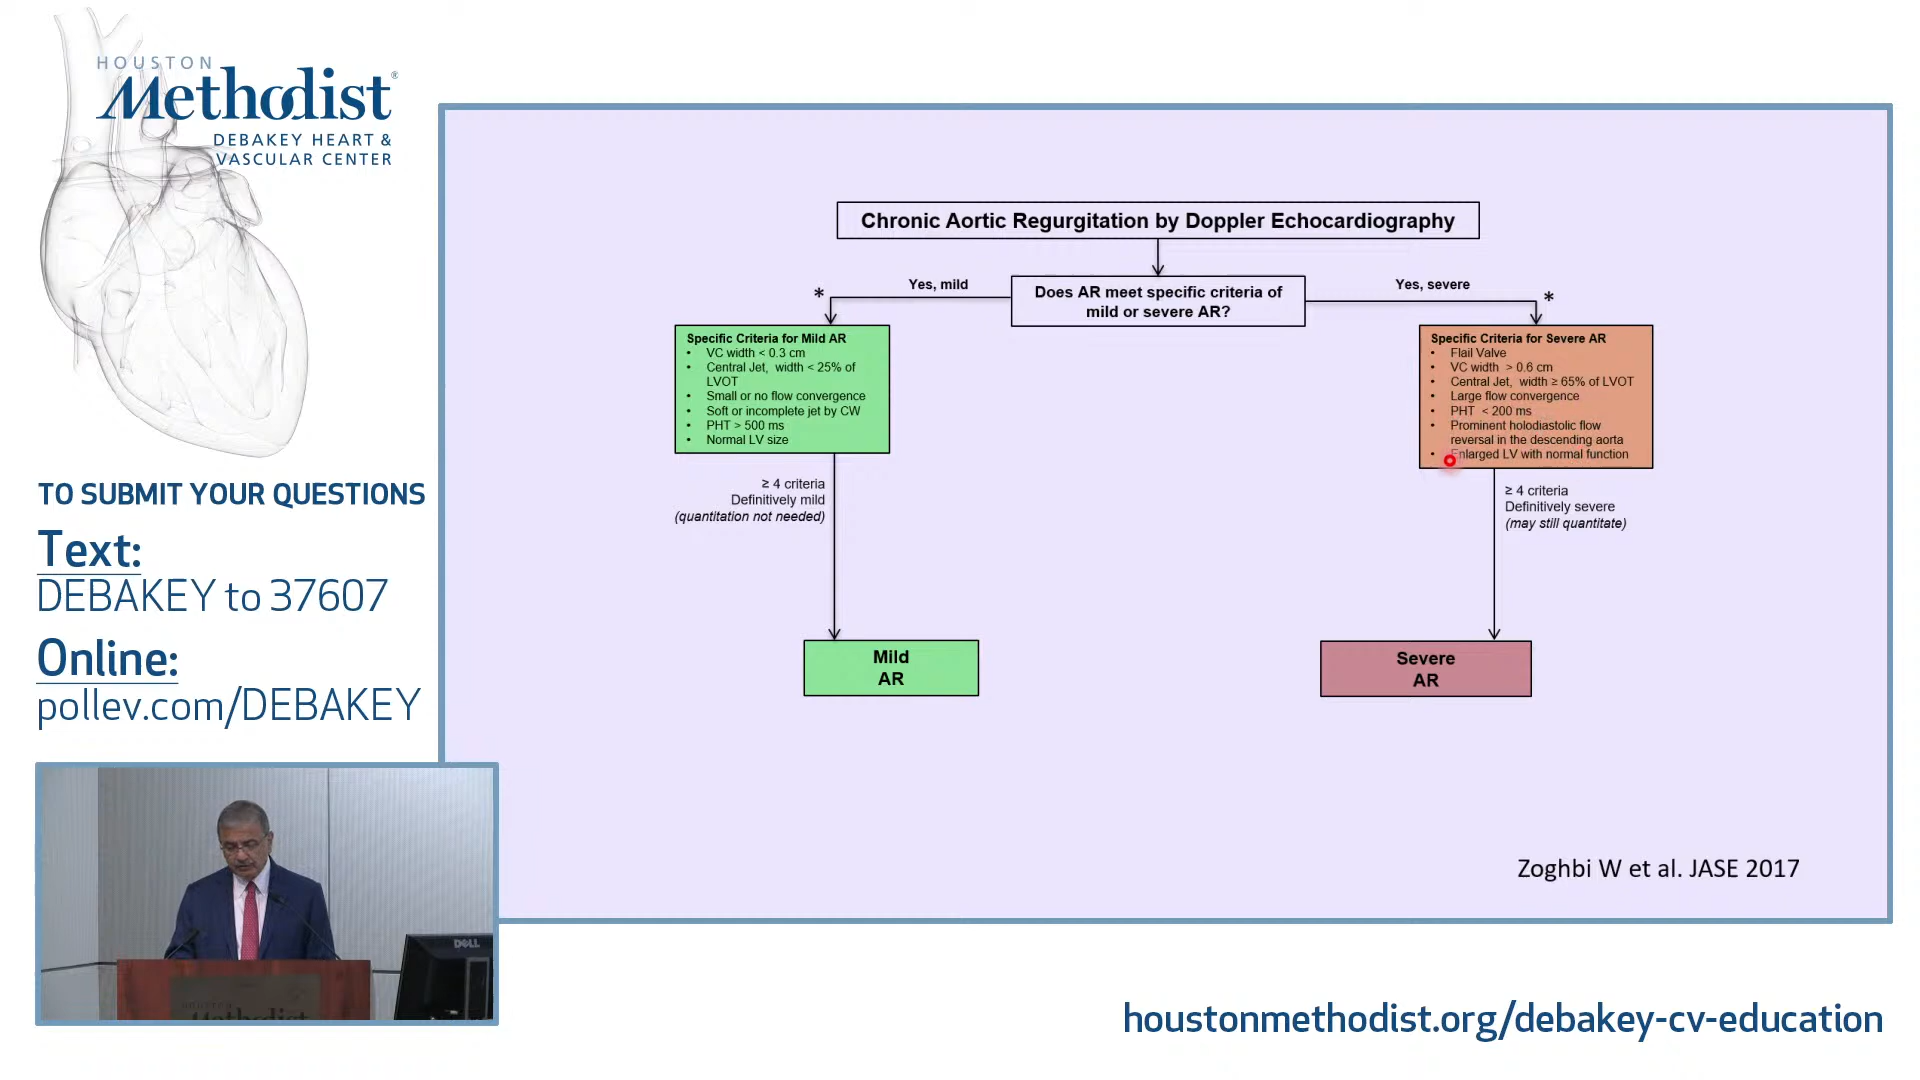 HOUSTON
Methodist®
DEBAKEY HEART &
VASCULAR CENTER
TO SUBMIT YOUR QUESTIONS
Text:
DEBAKEY to 37607
Online:
pollev.com/DEBAKEY
Chronic Aortic Regurgitation by Doppler Echocardiography
Does AR meet specific criteria of
mild or severe AR?
Yes, mild
*
Yes, severe
*
Specific Criteria for Mild AR
• VC width < 0.3 cm
• Central Jet, width < 25% of
LVOT
• Small or no flow convergence
• Soft or incomplete jet by CW
• PHT > 500 ms
• Normal LV size
≥ 4 criteria
Definitively mild
(quantitation not needed)
Mild
AR
Specific Criteria for Severe AR
• Flail Valve
• VC width > 0.6 cm
• Central Jet, width ≥ 65% of LVOT
• Large flow convergence
• PHT < 200 ms
• Prominent holodiastolic flow
reversal in the descending aorta
• Enlarged LV with normal function
≥ 4 criteria
Definitively severe
(may still quantitate)
Severe
AR
Zoghbi W et al. JASE 2017
DELL
Methodist
houstonmethodist.org/debakey-cv-education